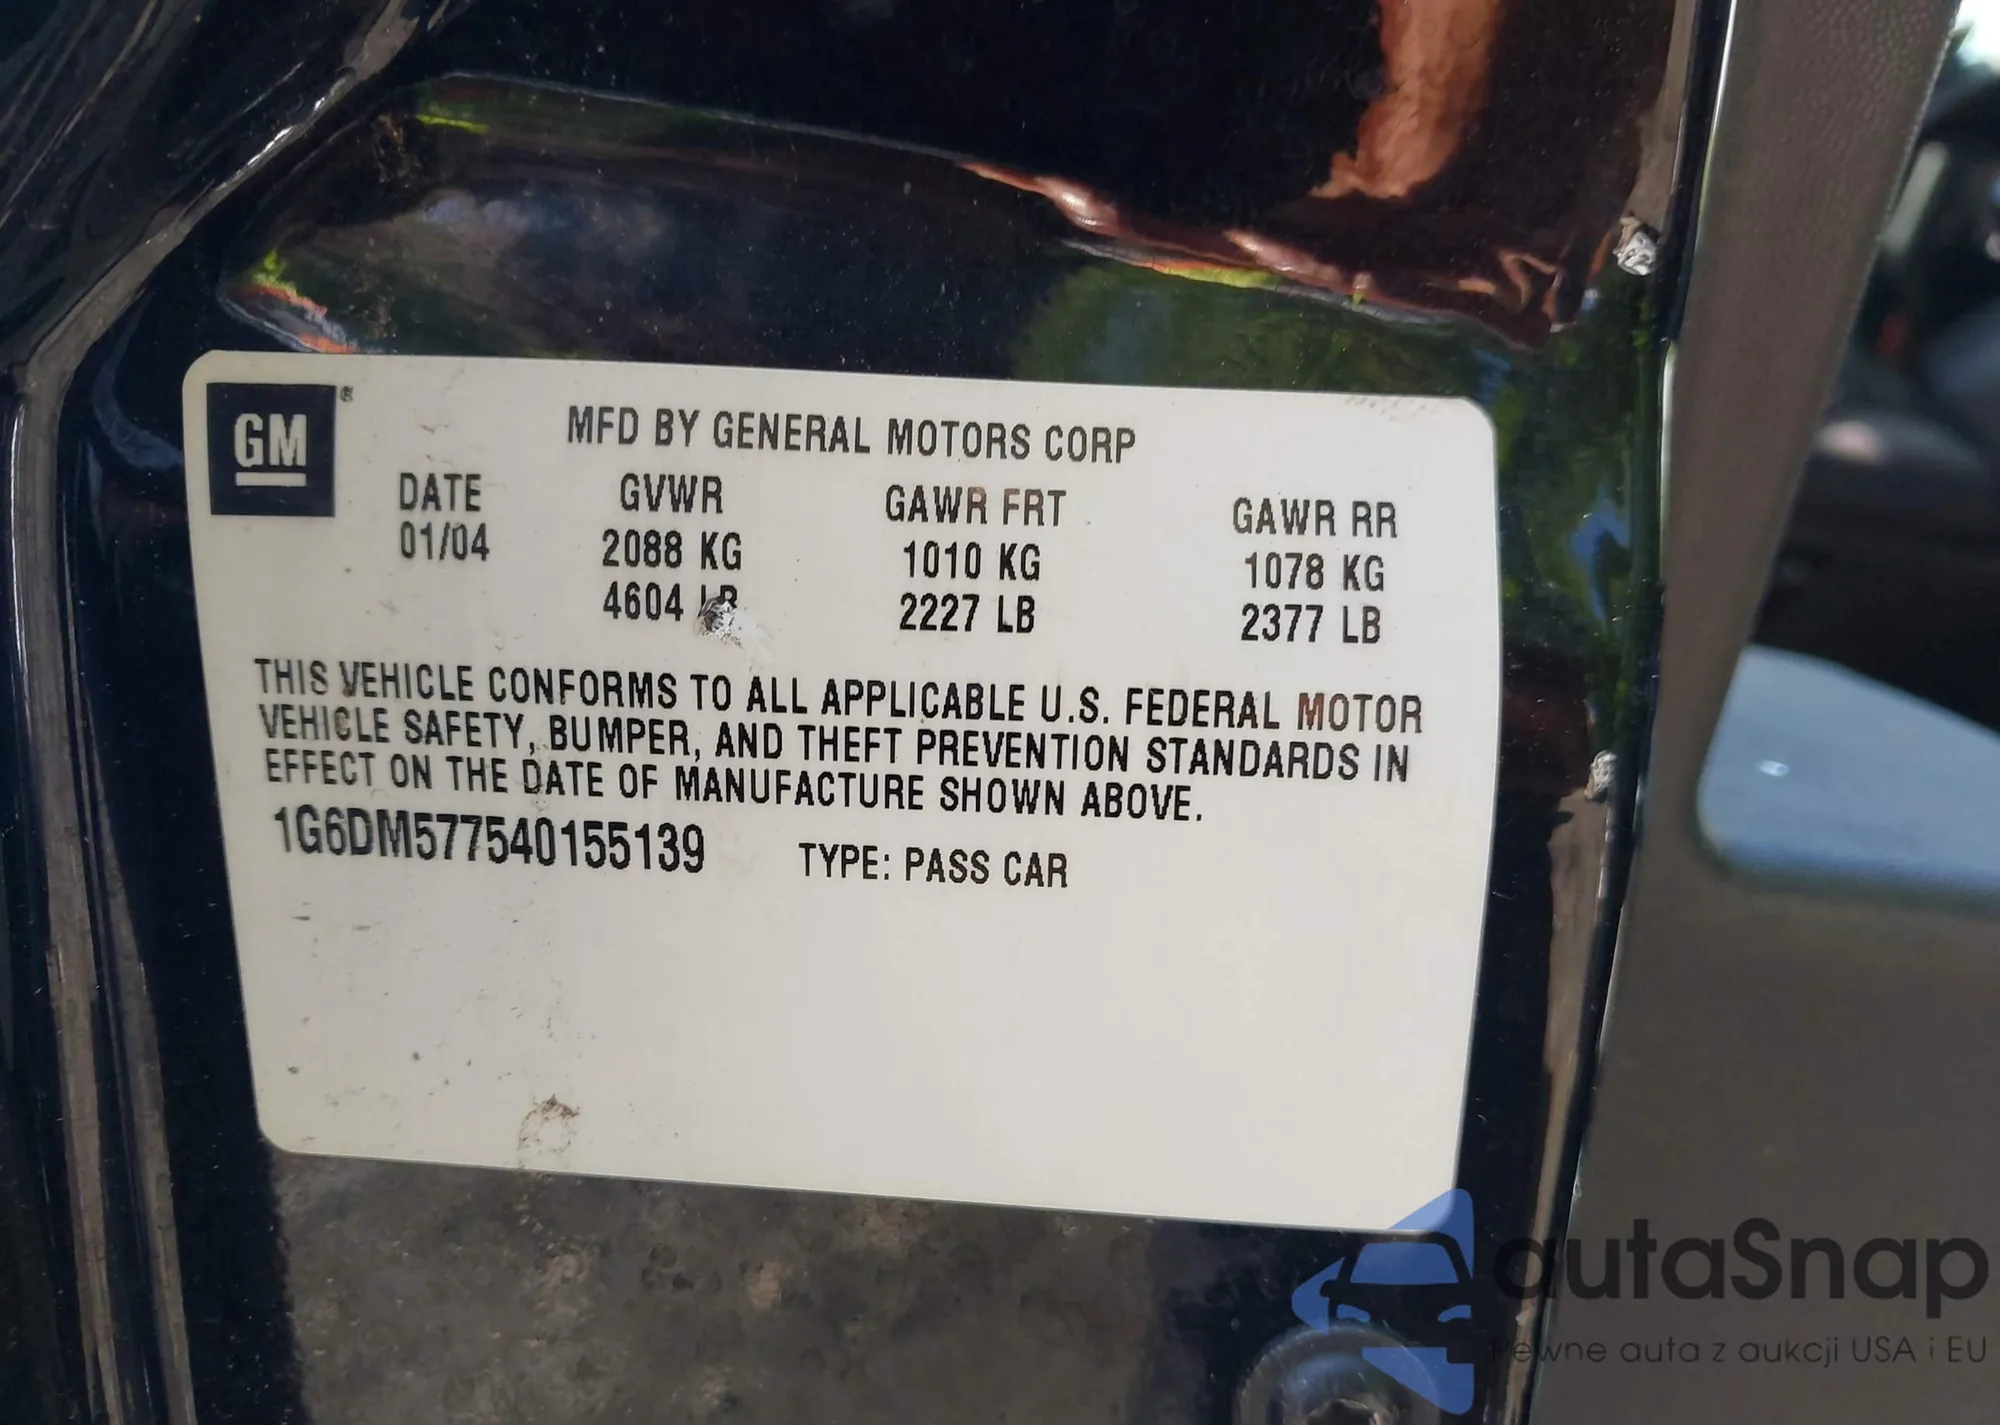 GM
MFD BY GENERAL MOTORS CORP
DATE GVWR GAWR FRT GAWR RR
01/04 2088 KG 1010 KG 1078 KG
4604 LB 2227 LB 2377 LB
THIS VEHICLE CONFORMS TO ALL APPLICABLE U.S. FEDERAL MOTOR
VEHICLE SAFETY, BUMPER, AND THEFT PREVENTION STANDARDS IN
EFFECT ON THE DATE OF MANUFACTURE SHOWN ABOVE.
1G6DM577540155139 TYPE: PASS CAR
autaSnap
Pewne auta z aukcji USA i EU